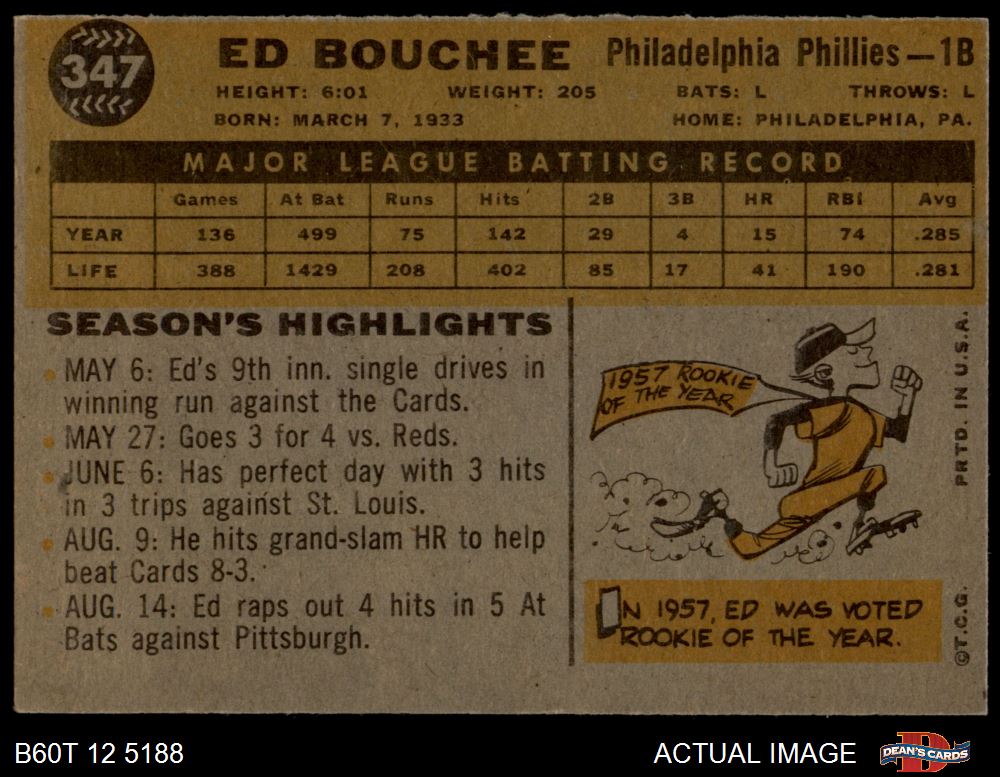 347
ED BOUCHEE Philadelphia Phillies—1B
HEIGHT: 6:01 WEIGHT: 205 BATS: L THROWS: L
BORN: MARCH 7, 1933 HOME: PHILADELPHIA, PA.
MAJOR LEAGUE BATTING RECORD
Games At Bat Runs Hits 2B 3B HR RBI Avg
YEAR 136 499 75 142 29 4 15 74 .285
LIFE 388 1429 208 402 85 17 41 190 .281
SEASON'S HIGHLIGHTS
• MAY 6: Ed's 9th inn. single drives in
winning run against the Cards.
• MAY 27: Goes 3 for 4 vs. Reds.
• JUNE 6: Has perfect day with 3 hits
in 3 trips against St. Louis.
• AUG. 9: He hits grand-slam HR to help
beat Cards 8-3.
• AUG. 14: Ed raps out 4 hits in 5 At
Bats against Pittsburgh.
1957 ROOKIE
OF THE YEAR
IN 1957, ED WAS VOTED
ROOKIE OF THE YEAR.
PRTD. IN U.S.A.
©T.C.G.
B60T 12 5188
ACTUAL IMAGE
D
DEAN'S CARDS